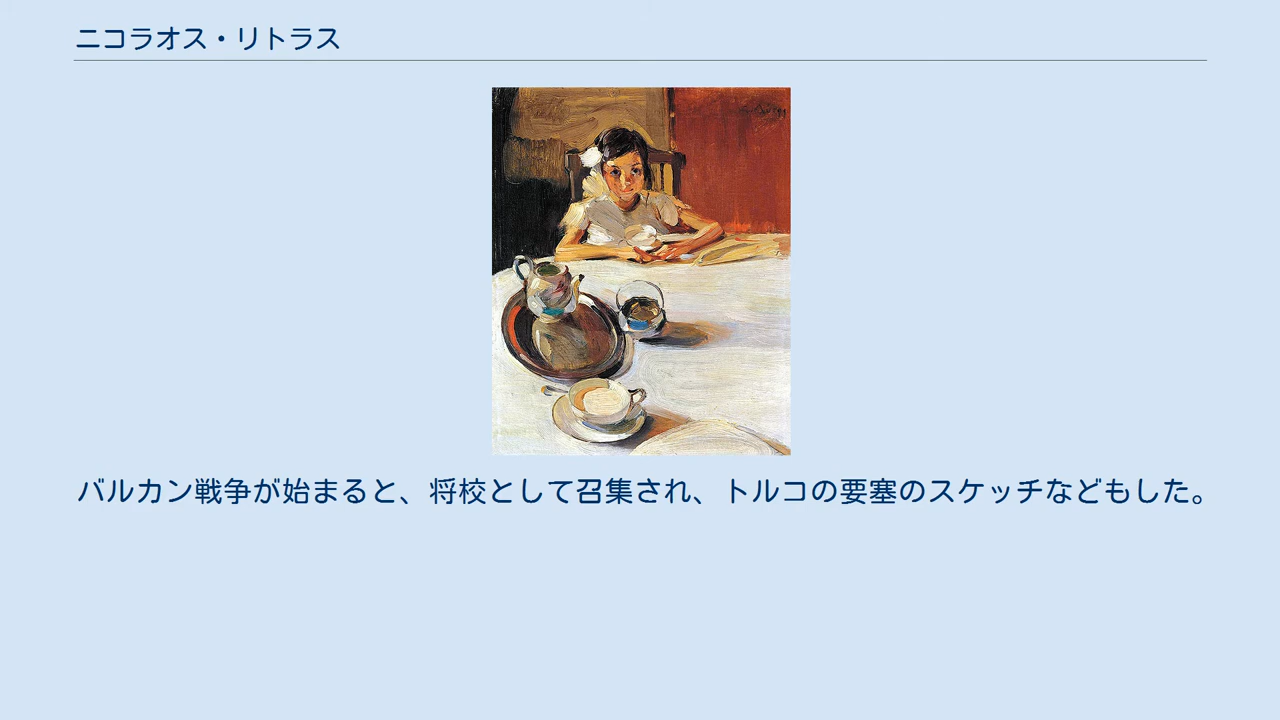 ニコラオス・リトラス
バルカン戦争が始まると、将校として召集され、トルコの要塞のスケッチなどもした。